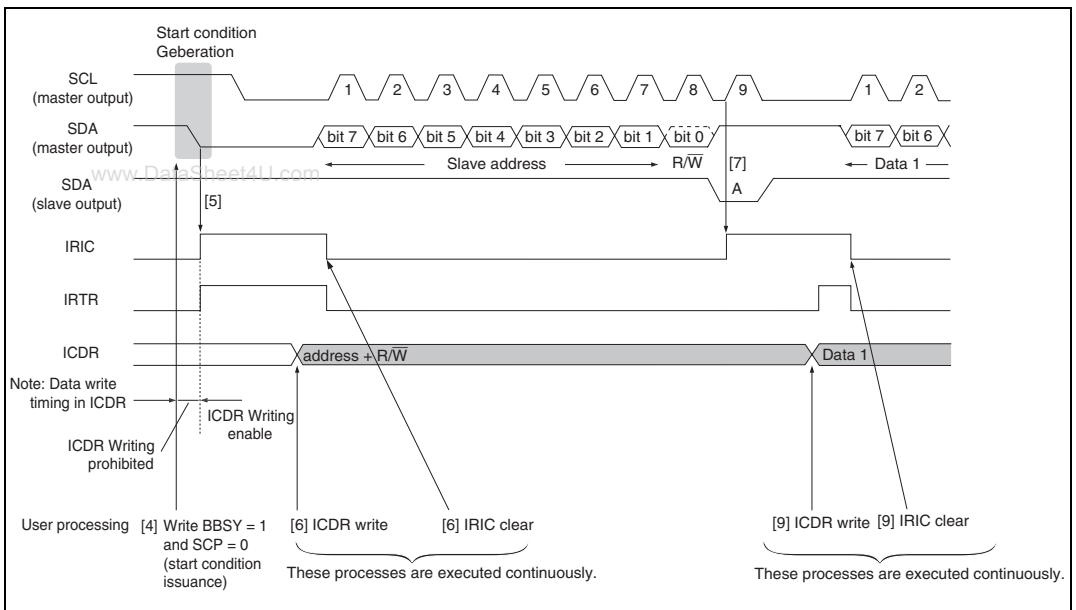 Start condition
Geberation
SCL
(master output)
1 2 3 4 5 6 7 8 9 1 2
SDA
(master output)
bit 7 bit 6 bit 5 bit 4 bit 3 bit 2 bit 1 bit 0 bit 7 bit 6
Slave address R/W̅ [7] Data 1
www.DataSheet4U.com
SDA
(slave output)
[5]
A
IRIC
IRTR
ICDR
address + R/W̅ Data 1
Note: Data write
timing in ICDR
ICDR Writing
enable
ICDR Writing
prohibited
User processing [4] Write BBSY = 1
and SCP = 0
(start condition
issuance)
[6] ICDR write [6] IRIC clear
These processes are executed continuously.
[9] ICDR write [9] IRIC clear
These processes are executed continuously.